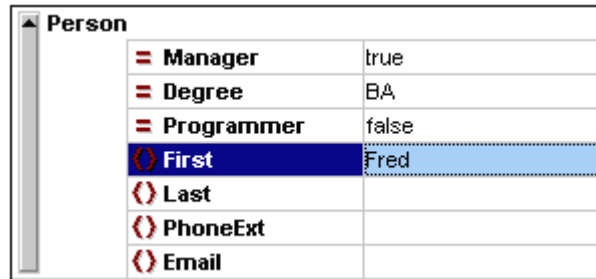 Person
= Manager true
= Degree BA
= Programmer false
() First Fred
() Last
() PhoneExt
() Email